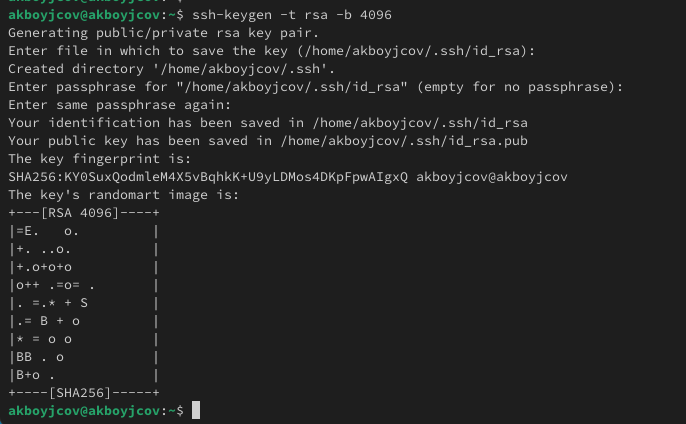 akboyjcov@akboyjcov:~$ ssh-keygen -t rsa -b 4096
Generating public/private rsa key pair.
Enter file in which to save the key (/home/akboyjcov/.ssh/id_rsa):
Created directory '/home/akboyjcov/.ssh'.
Enter passphrase for "/home/akboyjcov/.ssh/id_rsa" (empty for no passphrase):
Enter same passphrase again:
Your identification has been saved in /home/akboyjcov/.ssh/id_rsa
Your public key has been saved in /home/akboyjcov/.ssh/id_rsa.pub
The key fingerprint is:
SHA256:KY0SuxQodmleM4X5vBqhkK+U9yLDMos4DKpFpwAIgxQ akboyjcov@akboyjcov
The key's randomart image is:
+---[RSA 4096]----+
|=E.   o.         |
|+. ..o.          |
|+.o+o+o          |
|o++ .=o= .       |
|. =.* + S        |
|.= B + o         |
|* = o o          |
|BB . o           |
|B+o .            |
+----[SHA256]-----+
akboyjcov@akboyjcov:~$